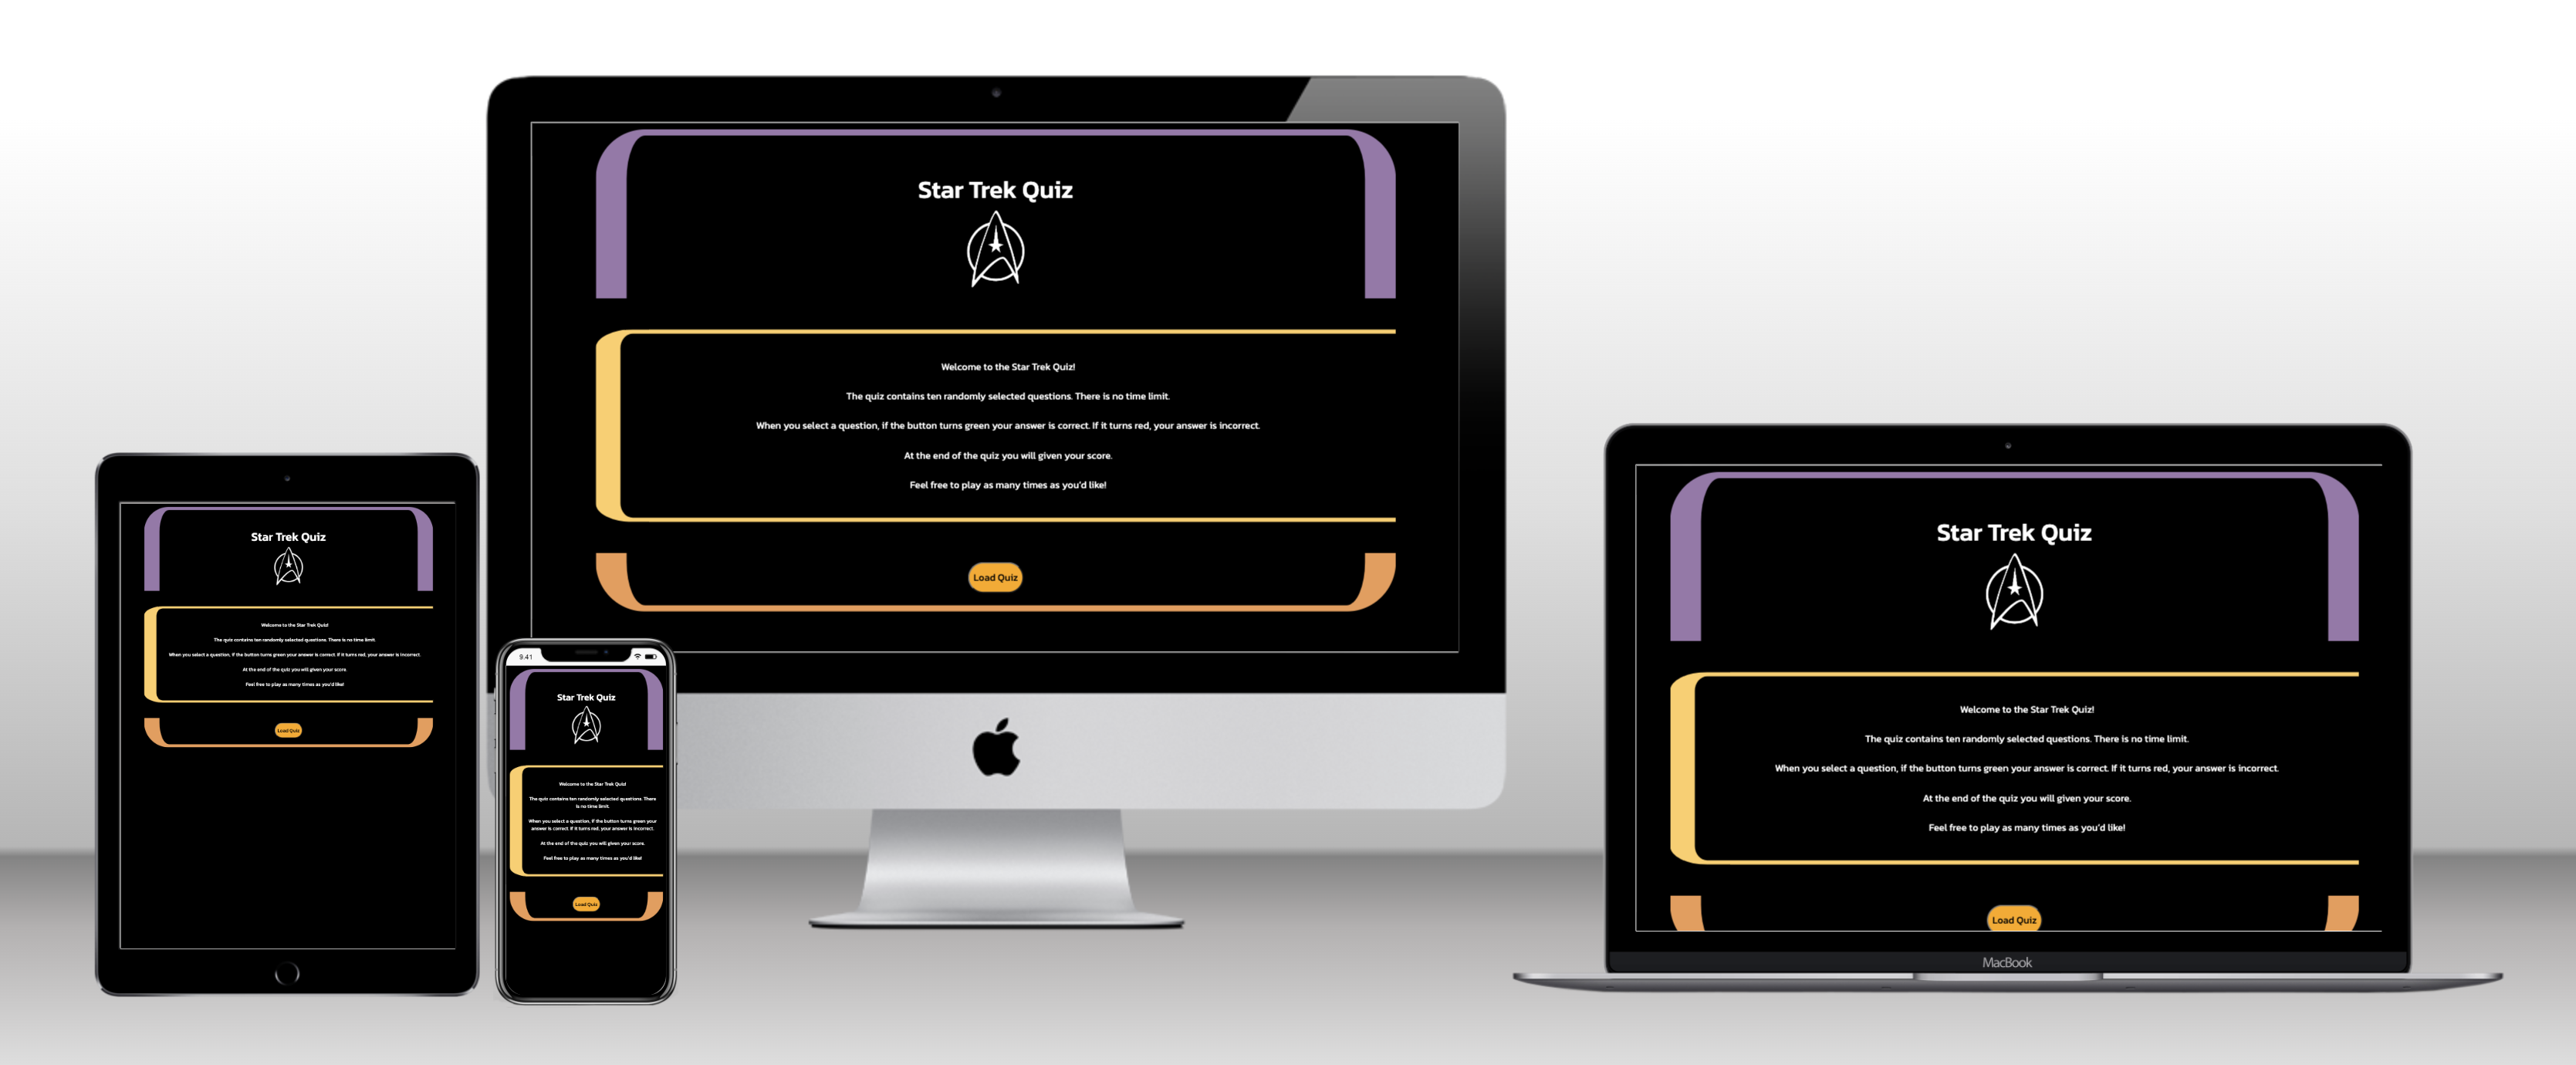 Star Trek Quiz
Welcome to the Star Trek Quiz!
The quiz contains ten randomly selected questions. There is no time limit.
When you select a question, if the button turns green your answer is correct. If it turns red, your answer is incorrect.
At the end of the quiz you will given your score.
Feel free to play as many times as you'd like!
Load Quiz
Star Trek Quiz
Welcome to the Star Trek Quiz!
The quiz contains ten randomly selected questions. There is no time limit.
When you select a question, if the button turns green your answer is correct. If it turns red, your answer is incorrect.
At the end of the quiz you will given your score.
Feel free to play as many times as you'd like!
Load Quiz
9:41
Star Trek Quiz
Welcome to the Star Trek Quiz!
The quiz contains ten randomly selected questions. There
is no time limit.
When you select a question, if the button turns green your
answer is correct. If it turns red, your answer is incorrect.
At the end of the quiz you will given your score.
Feel free to play as many times as you'd like!
Load Quiz
Star Trek Quiz
Welcome to the Star Trek Quiz!
The quiz contains ten randomly selected questions. There is no time limit.
When you select a question, if the button turns green your answer is correct. If it turns red, your answer is incorrect.
At the end of the quiz you will given your score.
Feel free to play as many times as you'd like!
Load Quiz
MacBook